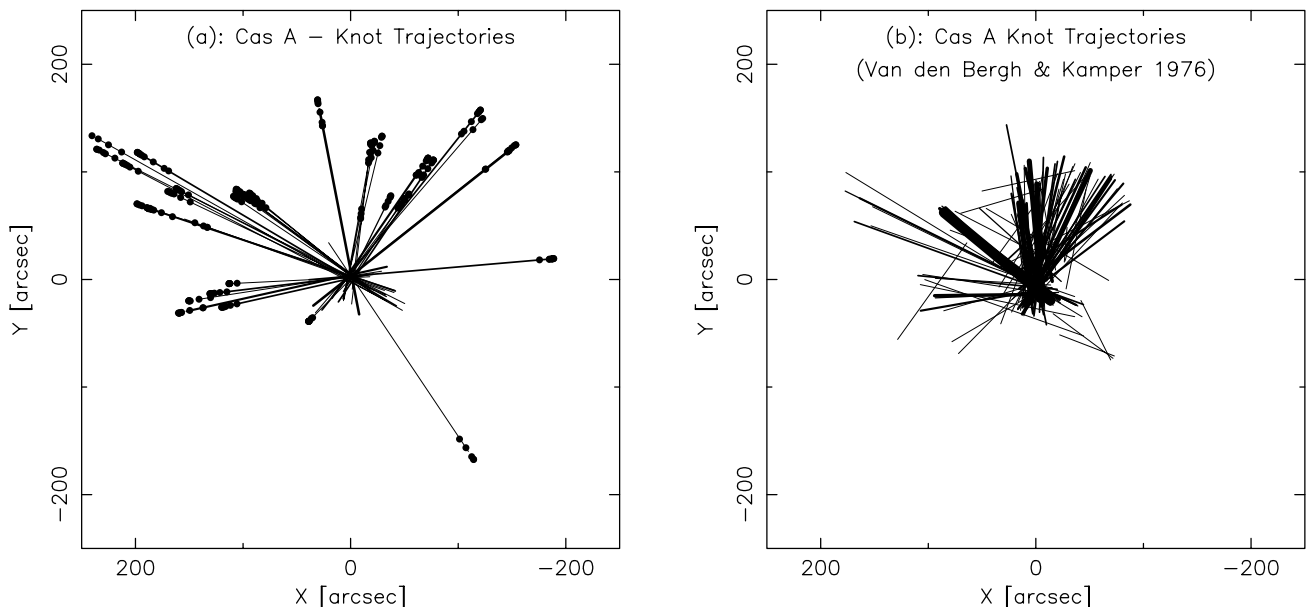 (a): Cas A – Knot Trajectories
200
0
−200
Y [arcsec]
200
0
−200
X [arcsec]
(b): Cas A Knot Trajectories
(Van den Bergh & Kamper 1976)
200
0
−200
Y [arcsec]
200
0
−200
X [arcsec]